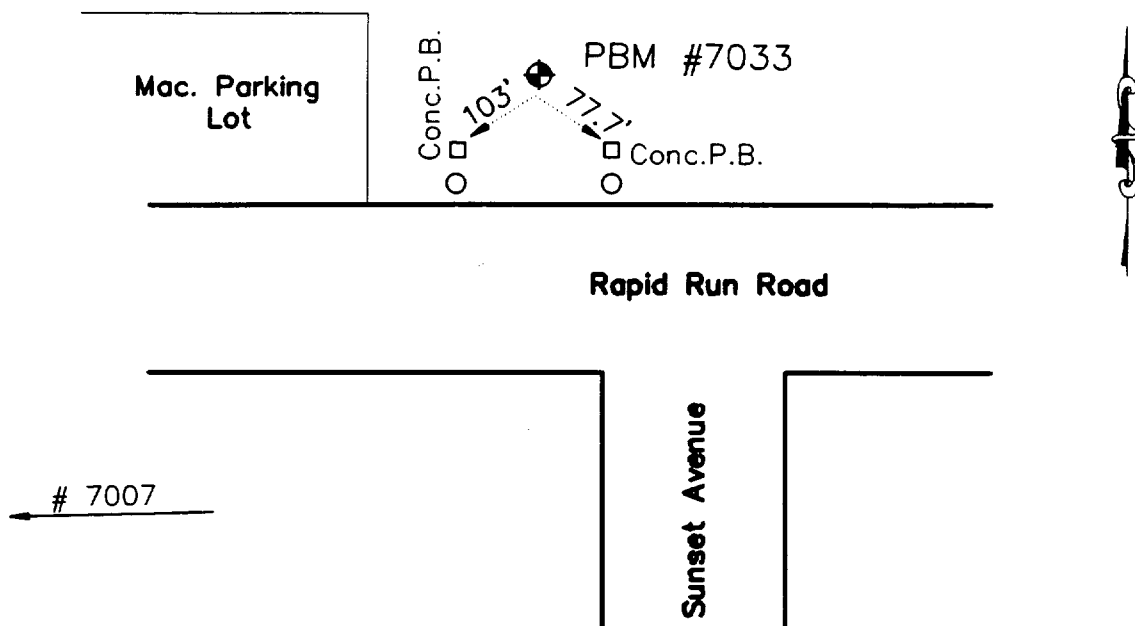 Mac. Parking
Lot
Conc.P.B.
PBM #7033
103'
77.7'
Conc.P.B.
Rapid Run Road
# 7007
Sunset Avenue